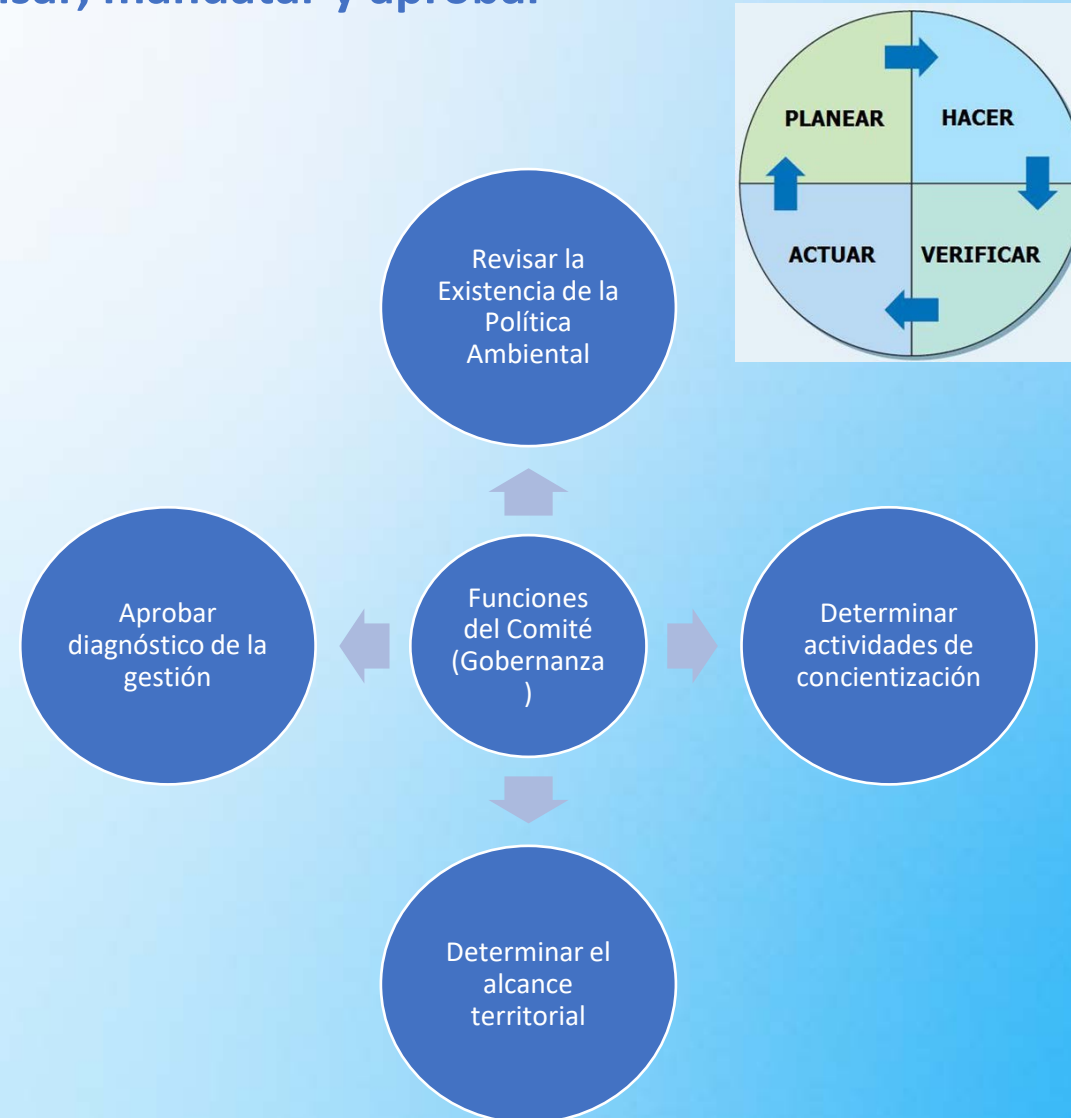 mandatar y aprobar
PLANEAR
HACER
ACTUAR
VERIFICAR
Revisar la
Existencia de la
Política
Ambiental
Aprobar
diagnóstico de la
gestión
Funciones
del Comité
(Gobernanza
)
Determinar
actividades de
concientización
Determinar el
alcance
territorial